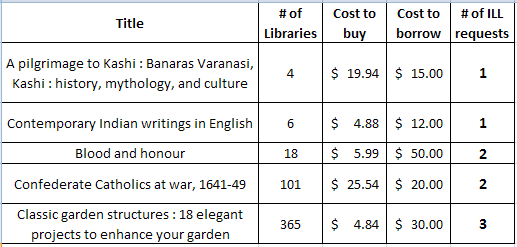 Title # of Libraries Cost to buy Cost to borrow # of ILL requests
A pilgrimage to Kashi : Banaras Varanasi,
Kashi : history, mythology, and culture 4 $ 19.94 $ 15.00 1
Contemporary Indian writings in English 6 $ 4.88 $ 12.00 1
Blood and honour 18 $ 5.99 $ 50.00 2
Confederate Catholics at war, 1641-49 101 $ 25.54 $ 20.00 2
Classic garden structures : 18 elegant
projects to enhance your garden 365 $ 4.84 $ 30.00 3